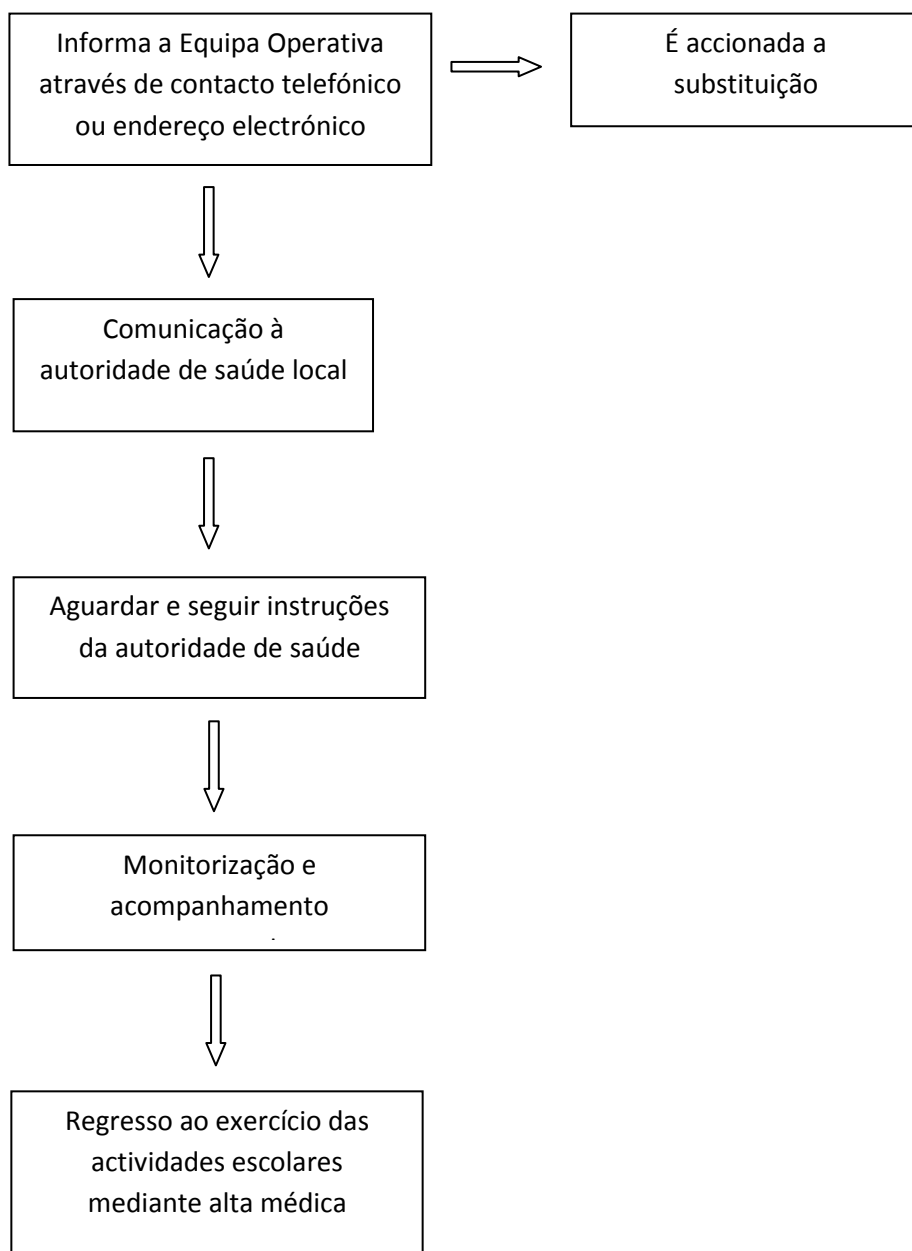 Informa a Equipa Operativa
através de contacto telefónico
ou endereço electrónico
É accionada a
substituição
Comunicação à
autoridade de saúde local
Aguardar e seguir instruções
da autoridade de saúde
Monitorização e
acompanhamento
Regresso ao exercício das
actividades escolares
mediante alta médica